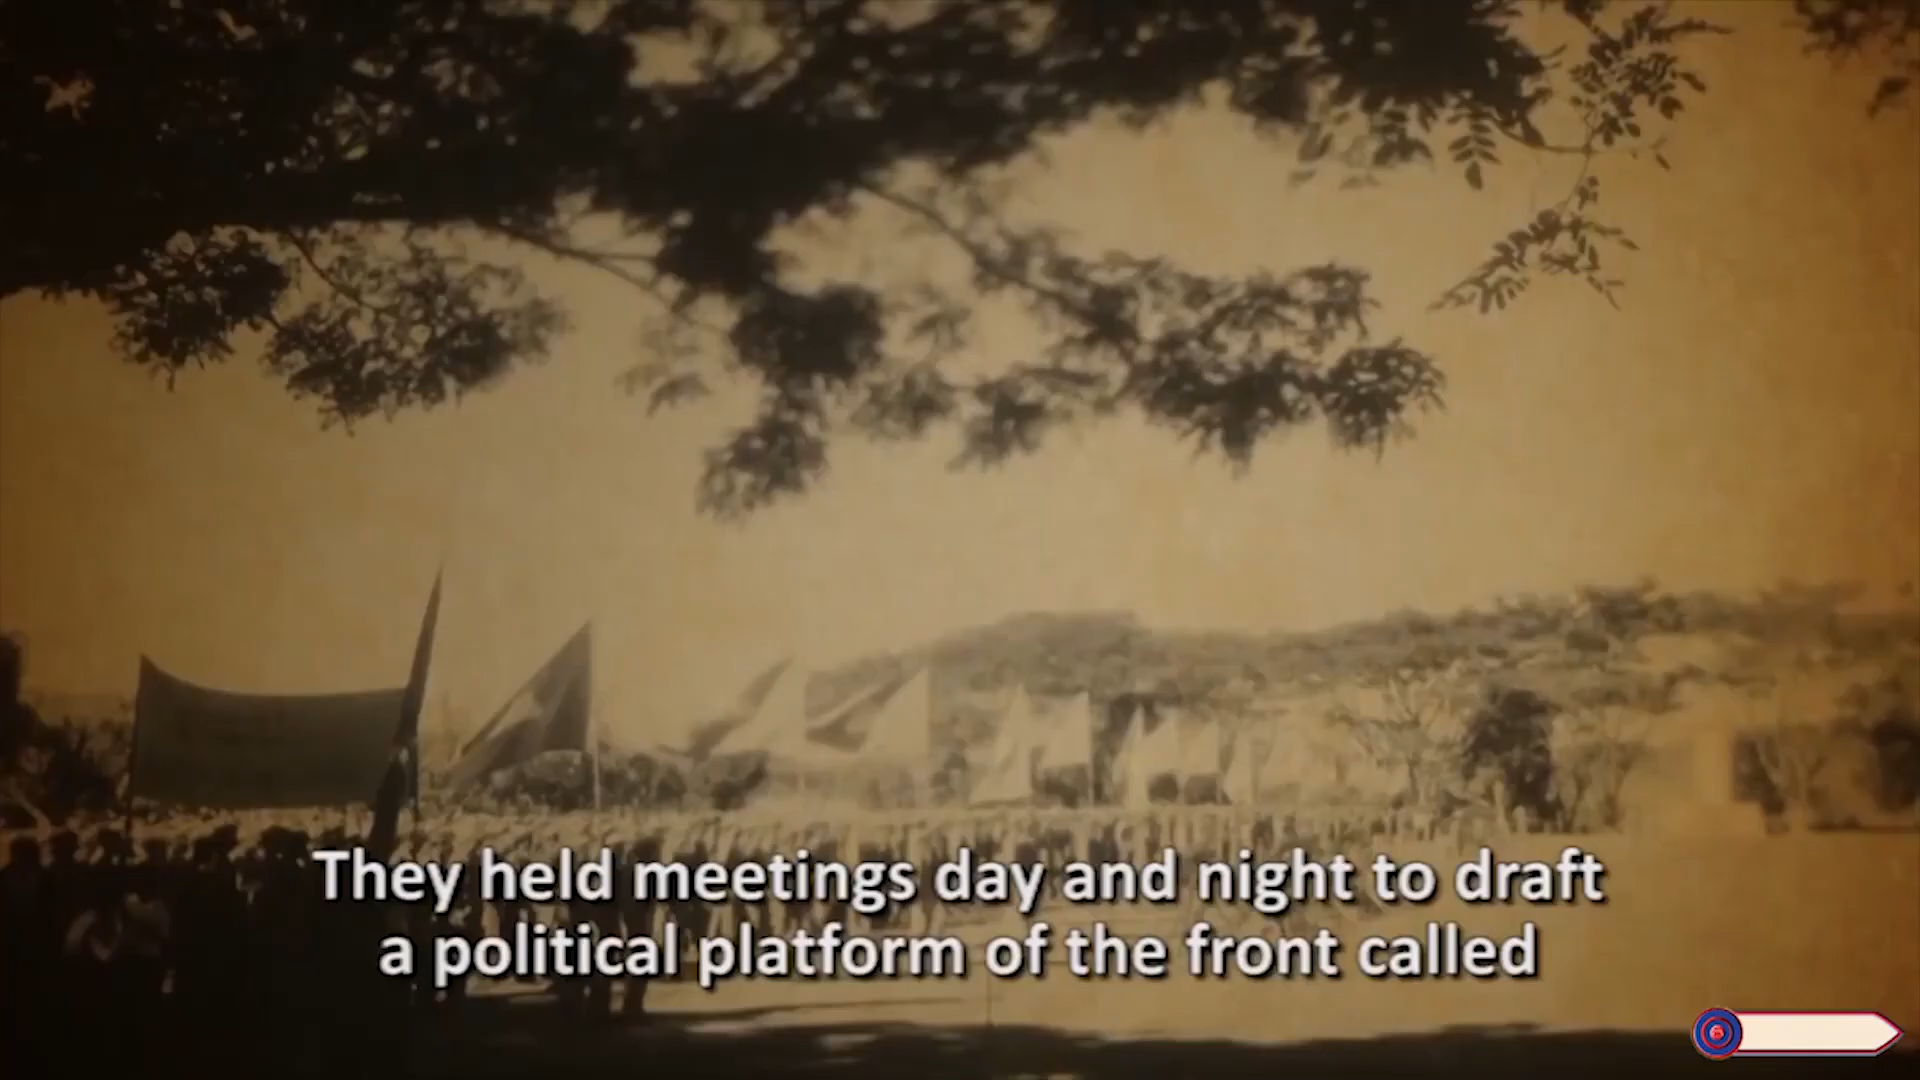 They held meetings day and night to draft
a political platform of the front called